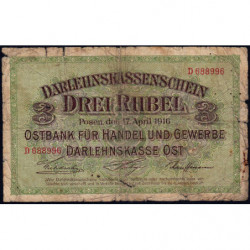 DARLEHNSKASSENSCHEIN
DREI RUBEL
3 3
Posen, den 17. April 1916
OSTBANK FÜR HANDEL UND GEWERBE
D 688996 DARLEHNSKASSE OST
D 688996